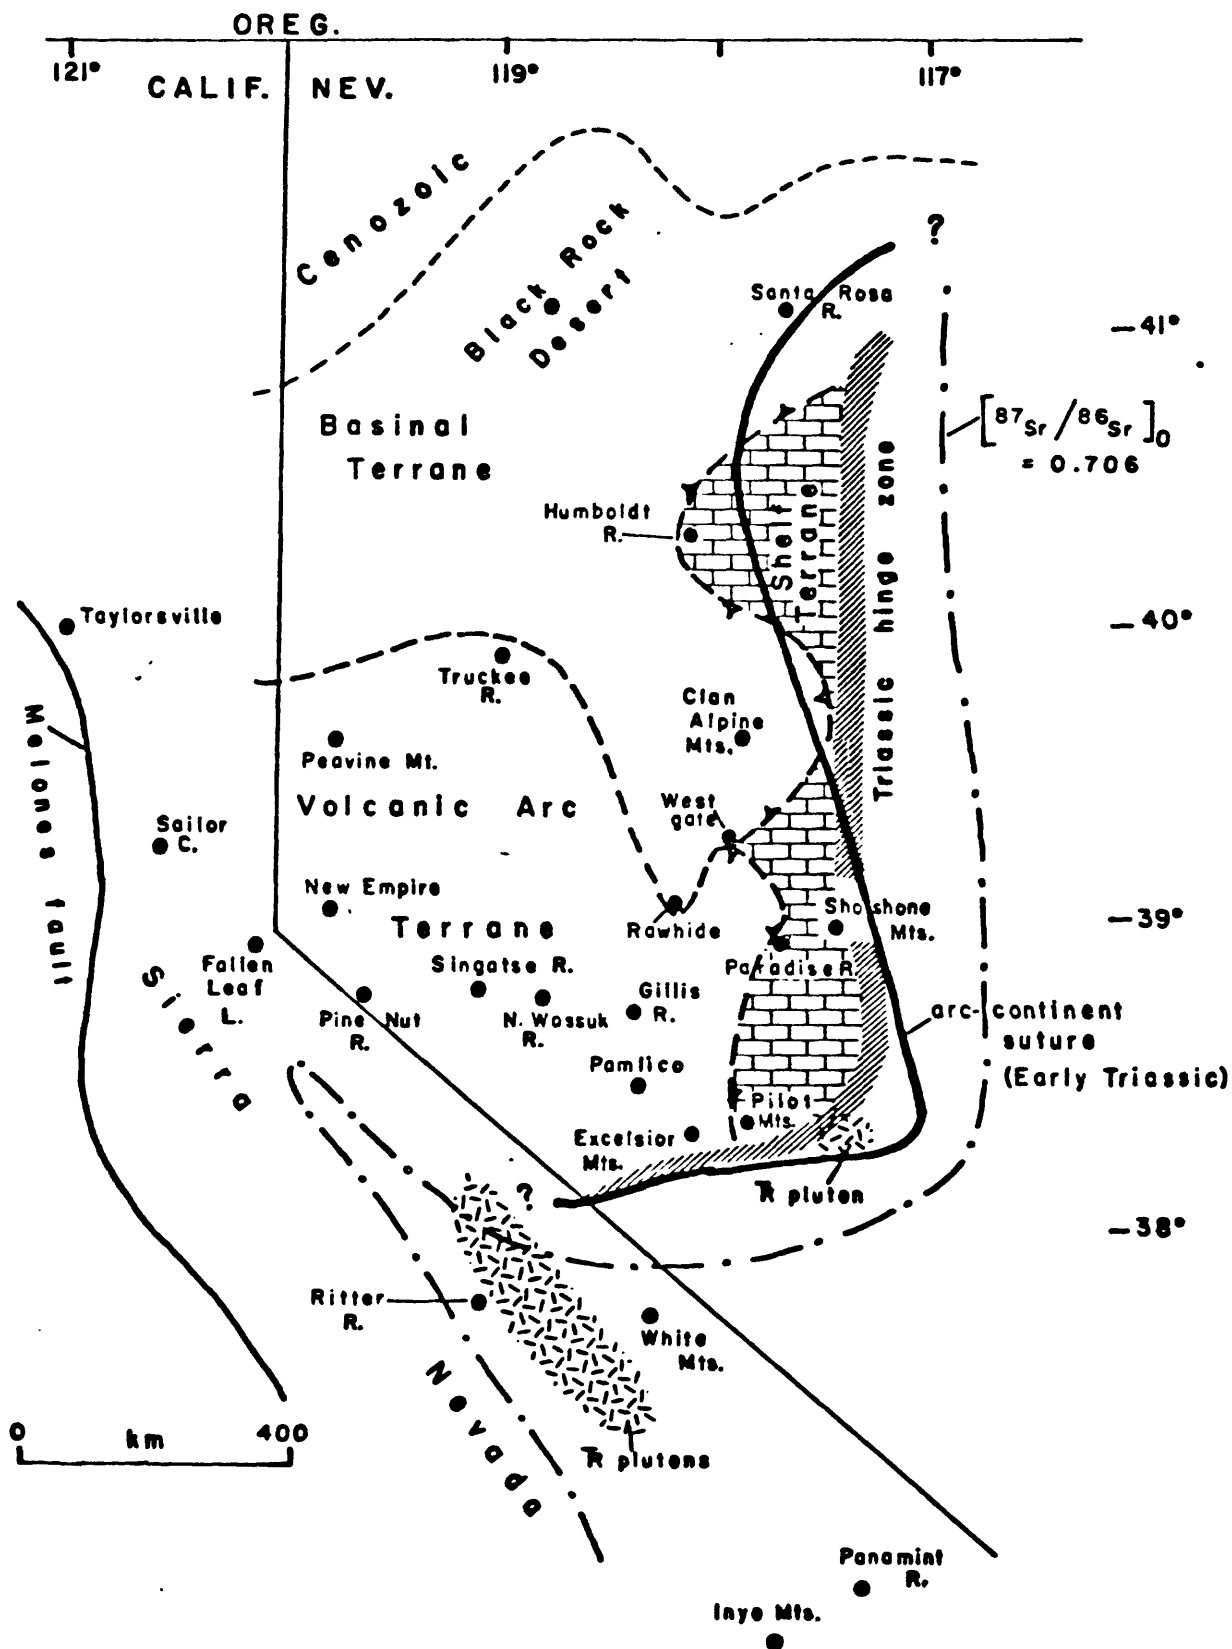 OREG.
121°
119°
117°
CALIF.
NEV.
Cenozoic
Black Rock
Desert
?
Santa Rosa
R.
—41°
Basinal
Terrane
[87Sr/86Sr]0
= 0.706
Humboldt
R.
Shelf
Terrane
Triassic hinge zone
Taylorsville
—40°
Truckee
R.
Clan
Alpine
Mts.
Melones fault
Peavine Mt.
Volcanic Arc
West
gate
Sailor
C.
New Empire
Terrane
Rawhide
Shoshone
Mts.
—39°
Fallen
Leaf
L.
Singatse R.
Paradise R.
Sierra
Pine Nut
R.
N. Wassuk
R.
Gillis
R.
arc-continent
suture
(Early Triassic)
Pamlico
Pilot
Mts.
Excelsior
Mts.
?
TR pluton
—38°
Ritter
R.
White
Mts.
Nevada
0 km 400
TR plutons
Panamint
R.
Inyo Mts.